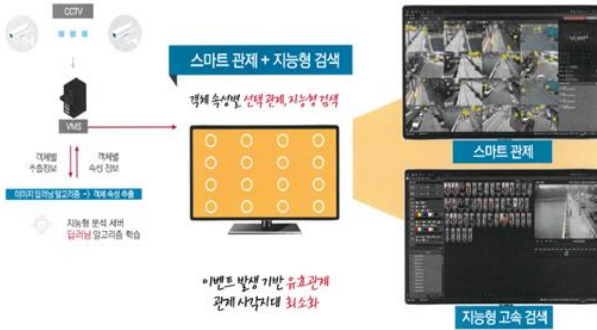 CCTV
VMS
객체별
추출정보
객체별
속성 정보
이미지 딥러닝 알고리즘 -> 객체 속성 추출
지능형 분석 서버
딥러닝 알고리즘 학습
스마트 관제 + 지능형 검색
객체 속성별 선택 관제, 지능형 검색
이벤트 발생 기반 유효관제
관제 사각지대 최소화
스마트 관제
지능형 고속 검색